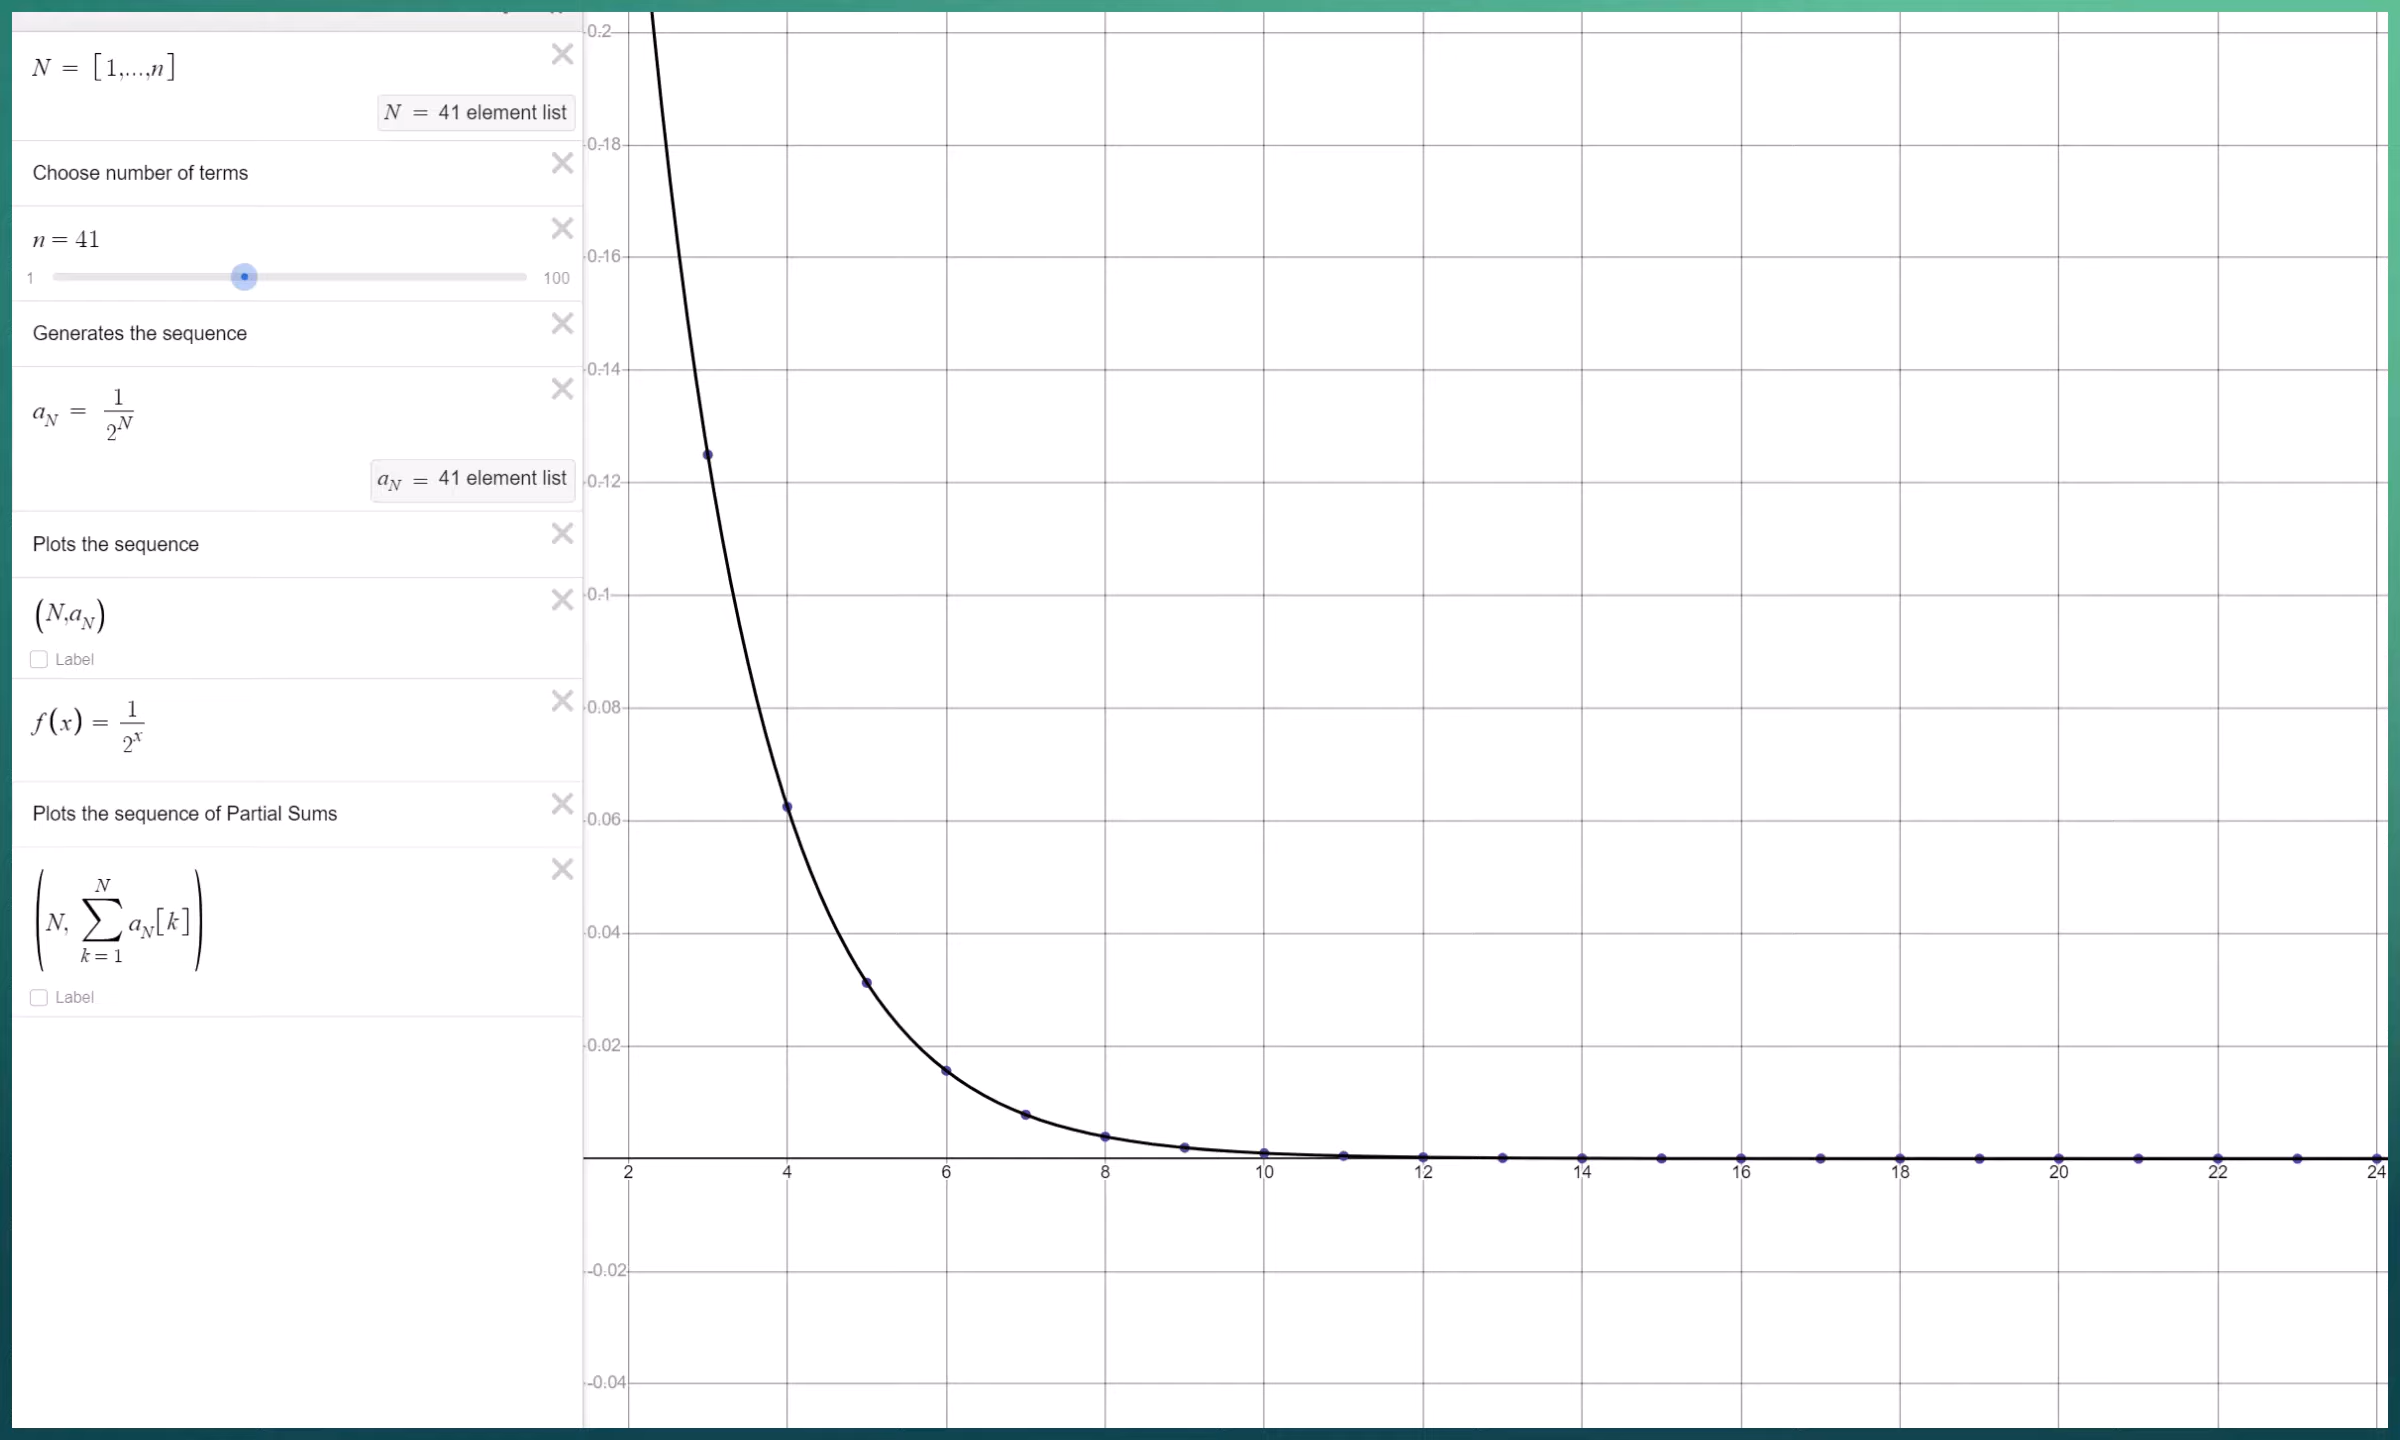 N = [1,...,n]
N = 41 element list
Choose number of terms
n = 41
1 100
Generates the sequence
a_N = 1/2^N
a_N = 41 element list
Plots the sequence
(N,a_N)
Label
f(x) = 1/2^x
Plots the sequence of Partial Sums
(N, ∑_{k=1}^{N} a_N[k])
Label
0.2
0.18
0.16
0.14
0.12
0.1
0.08
0.06
0.04
0.02
2 4 6 8 10 12 14 16 18 20 22 24
-0.02
-0.04